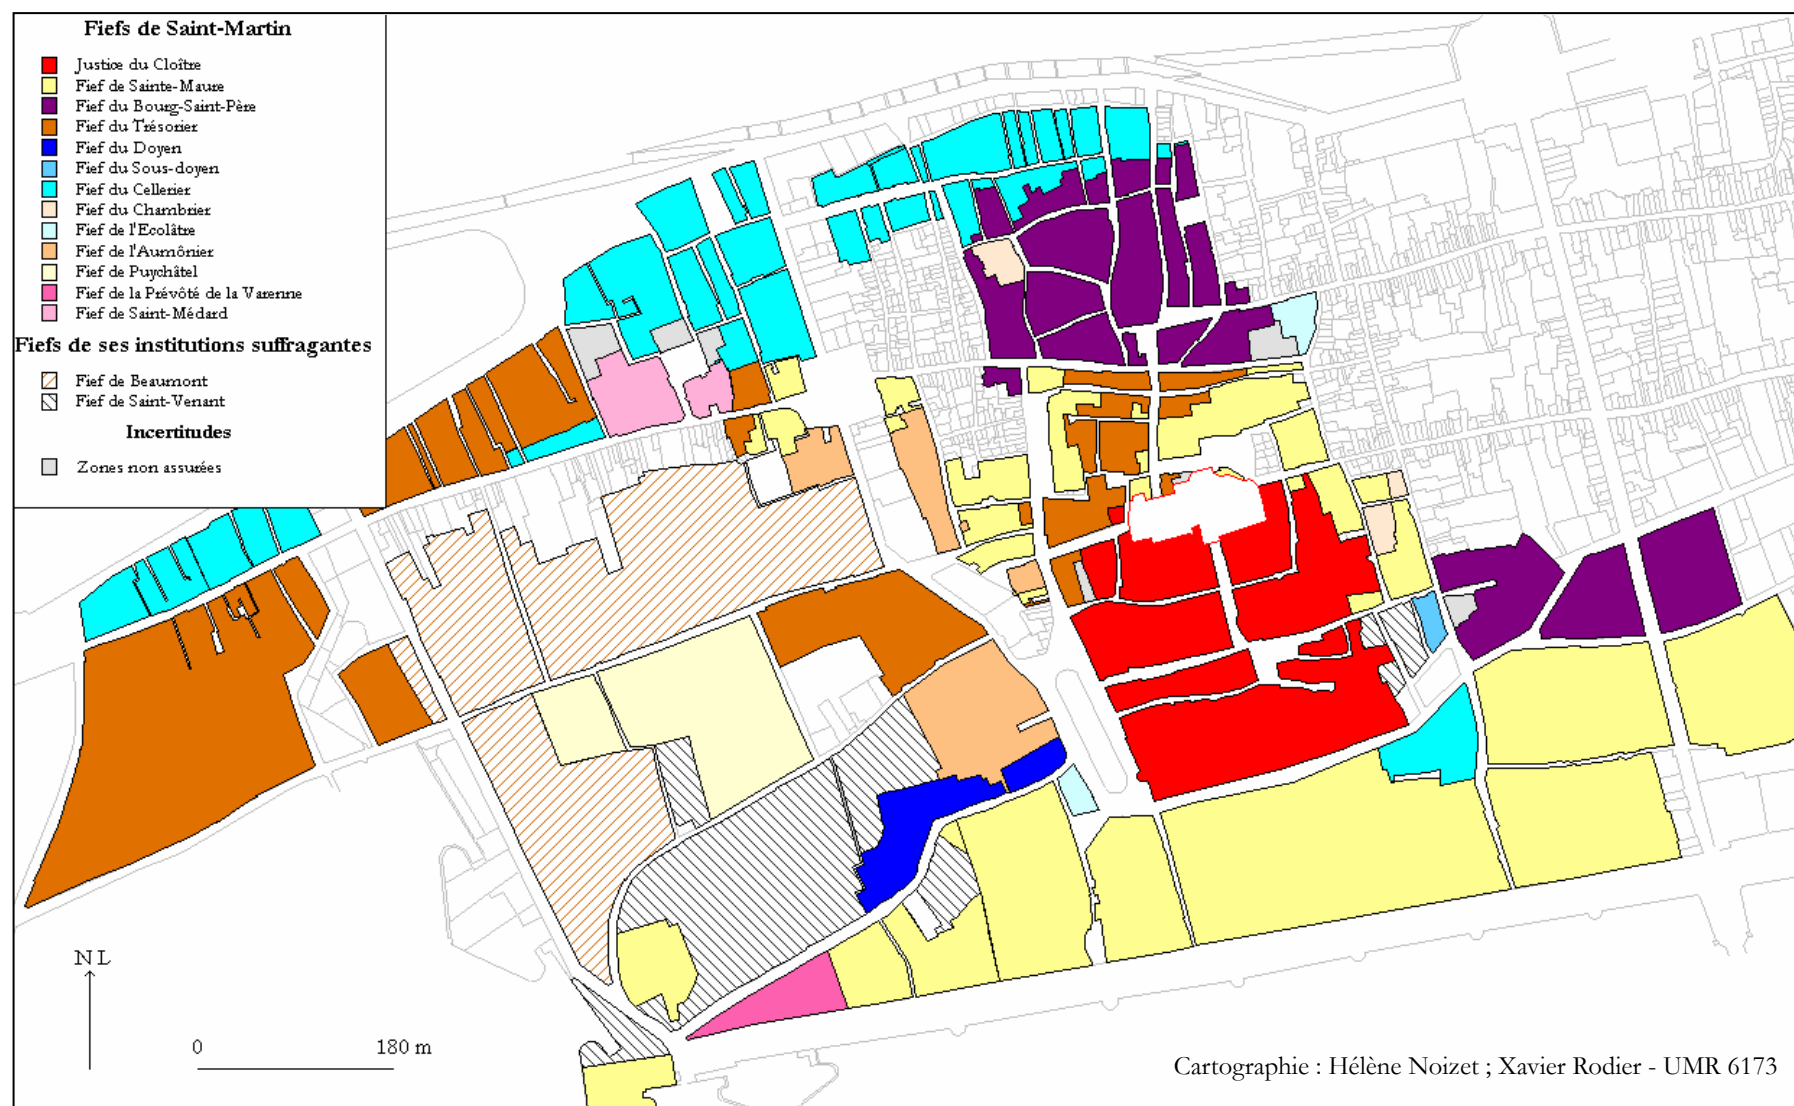 Fiefs de Saint-Martin
Justice du Cloître
Fief de Sainte-Maure
Fief du Bourg-Saint-Père
Fief du Trésorier
Fief du Doyen
Fief du Sous-doyen
Fief du Cellerier
Fief du Chambrier
Fief de l'Ecolâtre
Fief de l'Aumônier
Fief de Puychâtel
Fief de la Prévôté de la Varenne
Fief de Saint-Médard
Fiefs de ses institutions suffragantes
Fief de Beaumont
Fief de Saint-Venant
Incertitudes
Zones non assurées
NL
0 180 m
Cartographie : Hélène Noizet ; Xavier Rodier - UMR 6173